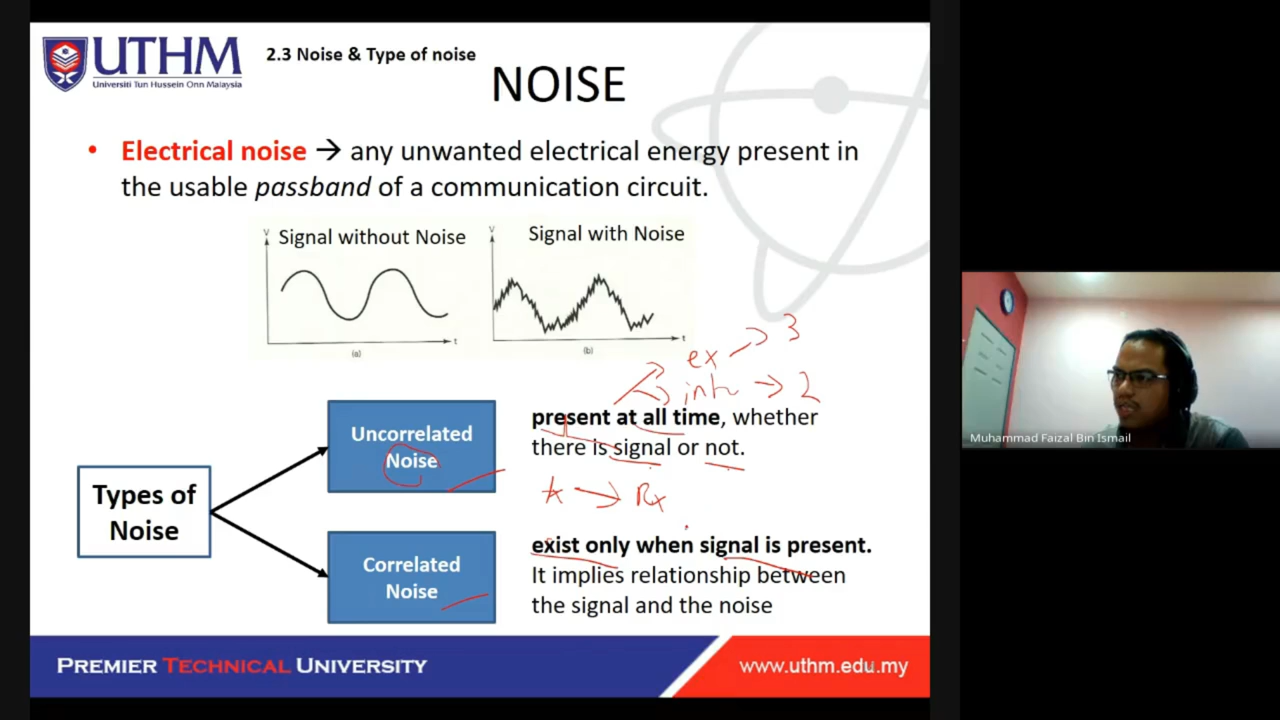 UTHM
Universiti Tun Hussein Onn Malaysia
2.3 Noise & Type of noise
NOISE
• Electrical noise → any unwanted electrical energy present in
the usable passband of a communication circuit.
V
Signal without Noise
t
(a)
V
Signal with Noise
t
(b)
ex → 3
→ 2
Uncorrelated
Noise
present at all time, whether
there is signal or not.
→ Rx
Types of
Noise
Correlated
Noise
exist only when signal is present.
It implies relationship between
the signal and the noise
PREMIER TECHNICAL UNIVERSITY
www.uthm.edu.my
Muhammad Faizal Bin Ismail